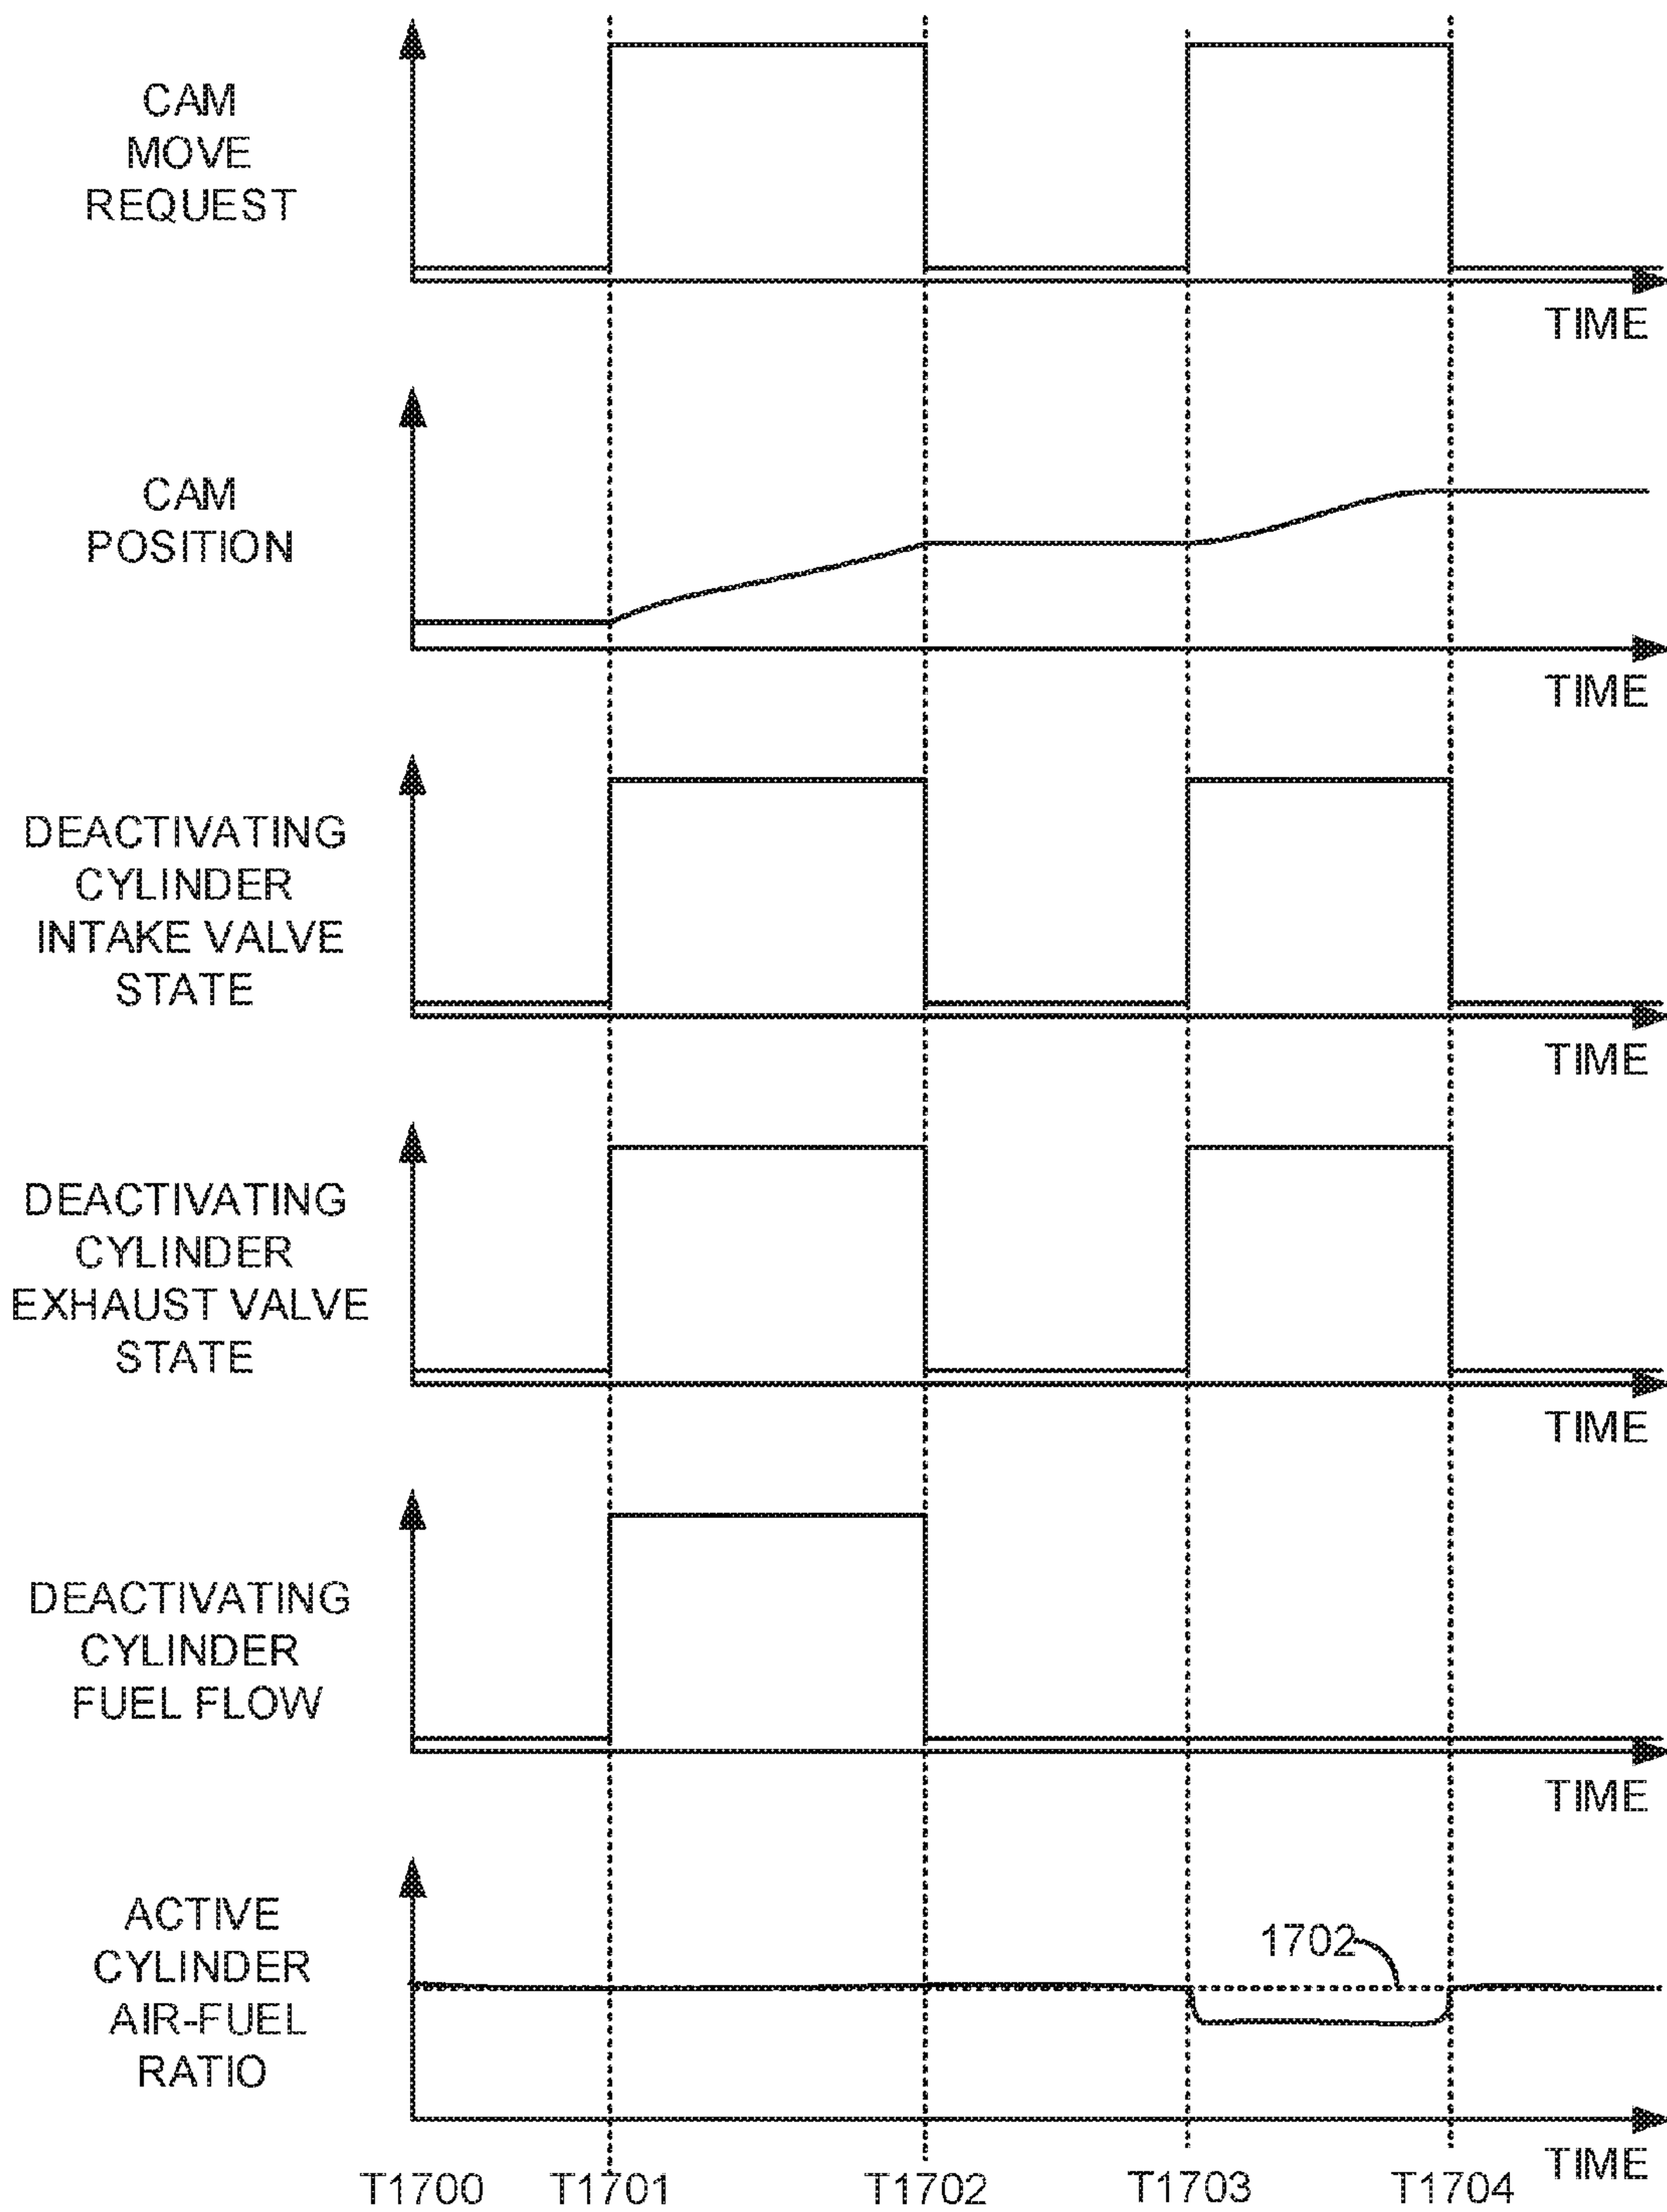 CAM
MOVE
REQUEST
TIME
CAM
POSITION
TIME
DEACTIVATING
CYLINDER
INTAKE VALVE
STATE
TIME
DEACTIVATING
CYLINDER
EXHAUST VALVE
STATE
TIME
DEACTIVATING
CYLINDER
FUEL FLOW
TIME
ACTIVE
CYLINDER
AIR-FUEL
RATIO
1702
TIME
T1700 T1701 T1702 T1703 T1704